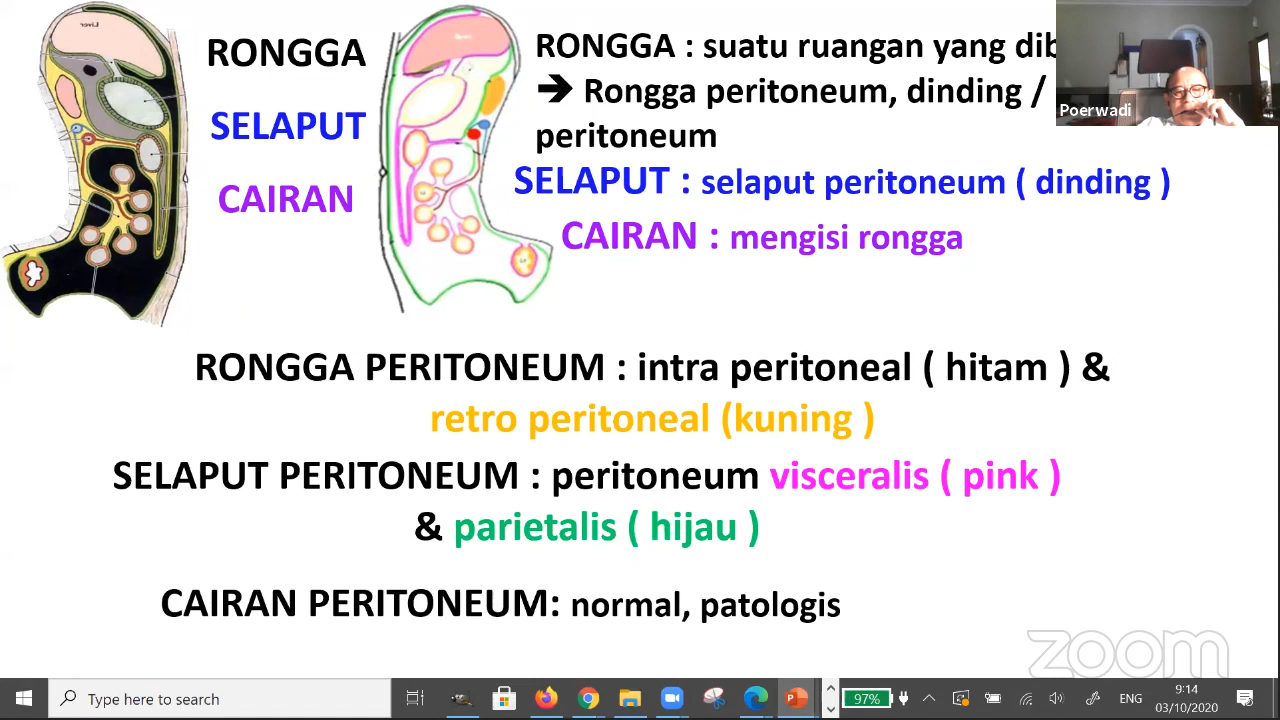 Liver
RONGGA
SELAPUT
CAIRAN
RONGGA : suatu ruangan yang
➔ Rongga peritoneum, dinding /
peritoneum
SELAPUT : selaput peritoneum ( dinding )
CAIRAN : mengisi rongga
Poerwadi
RONGGA PERITONEUM : intra peritoneal ( hitam ) &
retro peritoneal (kuning )
SELAPUT PERITONEUM : peritoneum visceralis ( pink )
& parietalis ( hijau )
CAIRAN PERITONEUM: normal, patologis
zoom
Type here to search
97%
ENG
9:14
03/10/2020